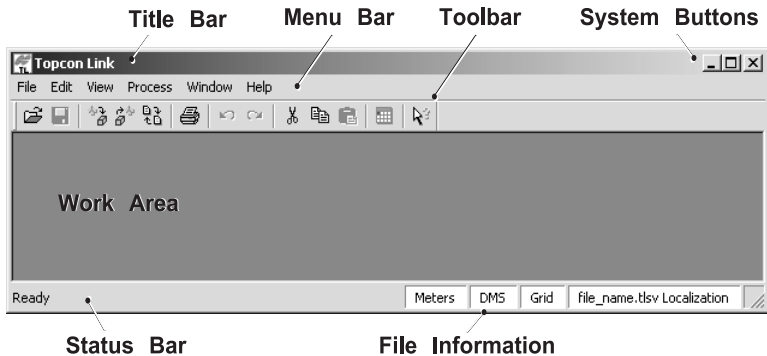 Title Bar Menu Bar Toolbar System Buttons
TL Topcon Link
File Edit View Process Window Help
Work Area
Ready Meters DMS Grid file_name.tlsv Localization
Status Bar File Information